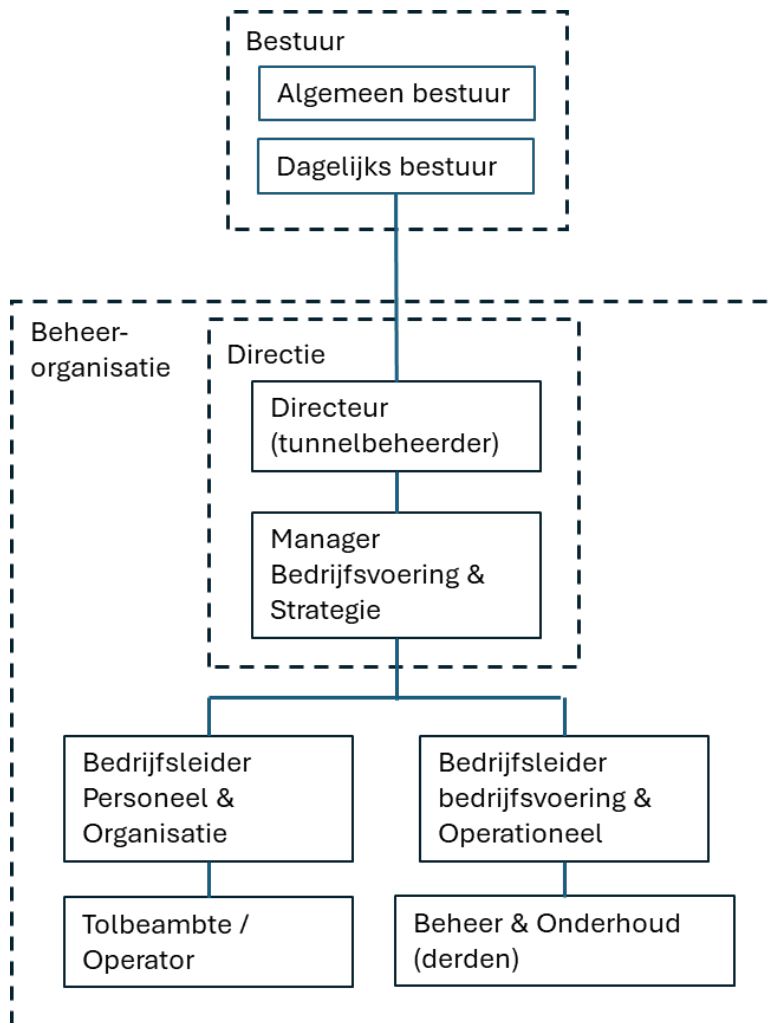 Bestuur
Algemeen bestuur
Dagelijks bestuur
Beheer-
organisatie
Directie
Directeur
(tunnelbeheerder)
Manager
Bedrijfsvoering &
Strategie
Bedrijfsleider
Personeel &
Organisatie
Bedrijfsleider
bedrijfsvoering &
Operationeel
Tolbeambte /
Operator
Beheer & Onderhoud
(derden)